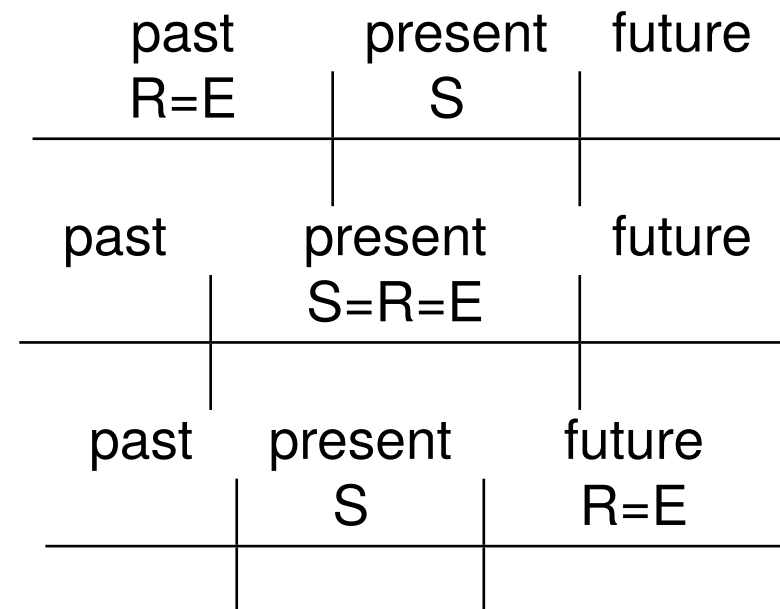 past present future
R=E S
past present future
S=R=E
past present future
S R=E